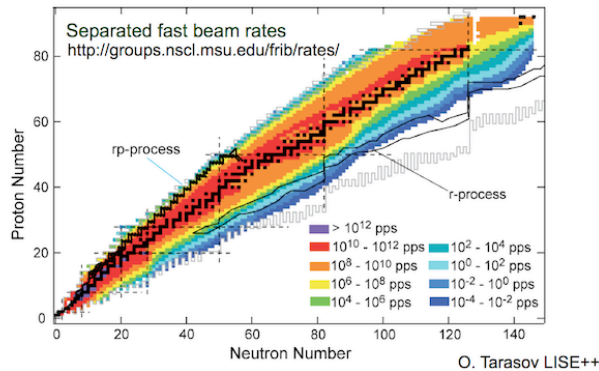 Separated fast beam rates
http://groups.nscl.msu.edu/frib/rates/
80
60
40
20
0
Proton Number
rp-process
r-process
> 10¹² pps
10¹⁰ - 10¹² pps
10⁸ - 10¹⁰ pps
10⁶ - 10⁸ pps
10⁴ - 10⁶ pps
10² - 10⁴ pps
10⁰ - 10² pps
10⁻² - 10⁰ pps
10⁻⁴ - 10⁻² pps
0 20 40 60 80 100 120 140
Neutron Number
O. Tarasov LISE++